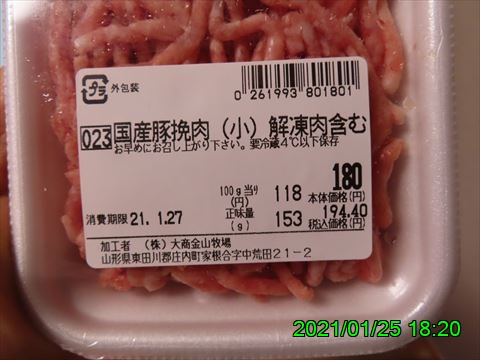 プラ 外包装
0 261993 801801
023 国産豚挽肉（小）解凍肉含む
お早めにお召し上がり下さい。要冷蔵4℃以下保存
100g当り(円) 118 180 本体価格(円)
消費期限 21.1.27 正味量(g) 153 194.40 税込価格(円)
加工者 （株）大商金山牧場
山形県東田川郡庄内町家根合字中荒田21-2
2021/01/25 18:20